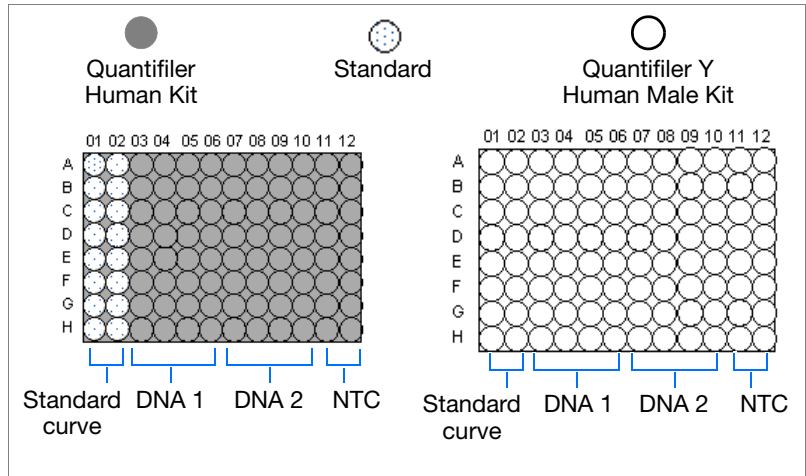 Quantifiler
Human Kit
Standard
Quantifiler Y
Human Male Kit
01 02 03 04 05 06 07 08 09 10 11 12
A
B
C
D
E
F
G
H
Standard
curve
DNA 1
DNA 2
NTC
01 02 03 04 05 06 07 08 09 10 11 12
A
B
C
D
E
F
G
H
Standard
curve
DNA 1
DNA 2
NTC